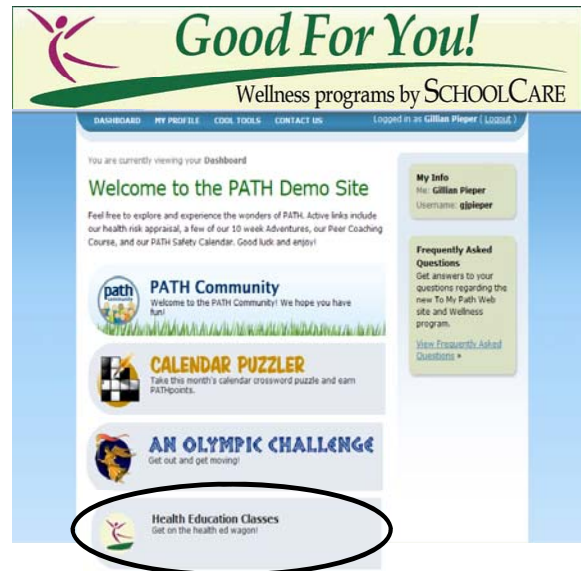 Good For You!
Wellness programs by SCHOOLCARE
DASHBOARD MY PROFILE COOL TOOLS CONTACT US Logged in as Gillian Pieper ( Logout )
You are currently viewing your Dashboard
Welcome to the PATH Demo Site
Feel free to explore and experience the wonders of PATH. Active links include
our health risk appraisal, a few of our 10 week Adventures, our Peer Coaching
Course, and our PATH Safety Calendar. Good luck and enjoy!
path
community
PATH Community
Welcome to the PATH Community! We hope you have
fun!
CALENDAR PUZZLER
Take this month's calendar crossword puzzle and earn
PATHpoints.
AN OLYMPIC CHALLENGE
Get out and get moving!
Health Education Classes
Get on the health ed wagon!
My Info
Me: Gillian Pieper
Username: gjpieper
Frequently Asked
Questions
Get answers to your
questions regarding the
new To My Path Web
site and Wellness
program.
View Frequently Asked
Questions »